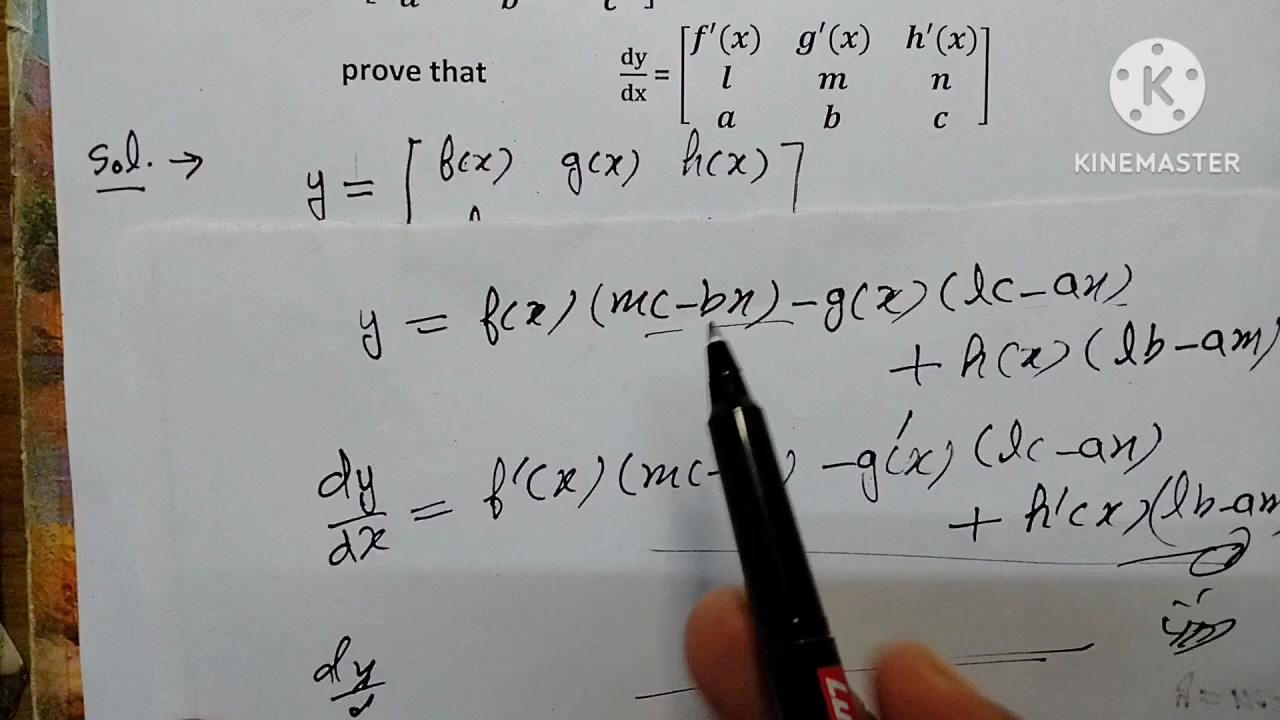 a b c
prove that dy/dx = [f′(x) g′(x) h′(x)
l m n
a b c]
K
KINEMASTER
Sol. → y = [f(x) g(x) h(x)]
y = f(x) (mc-bn) - g(x) (lc-an)
+ h(x) (lb-am)
dy/dx = f′(x) (mc- ) - g′(x) (lc-an)
+ h′(x) (lb-am
dy